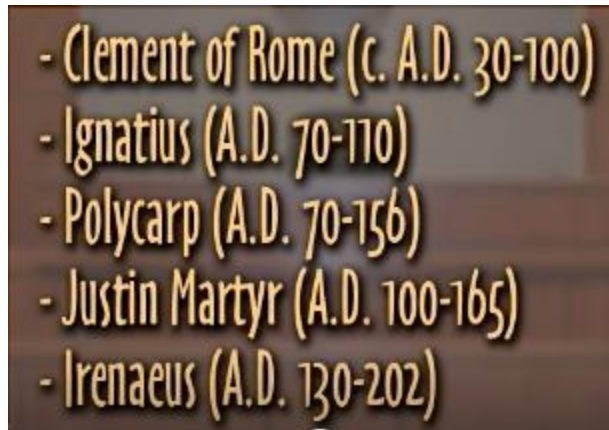 - Clement of Rome (c. A.D. 30-100)
- Ignatius (A.D. 70-110)
- Polycarp (A.D. 70-156)
- Justin Martyr (A.D. 100-165)
- Irenaeus (A.D. 130-202)